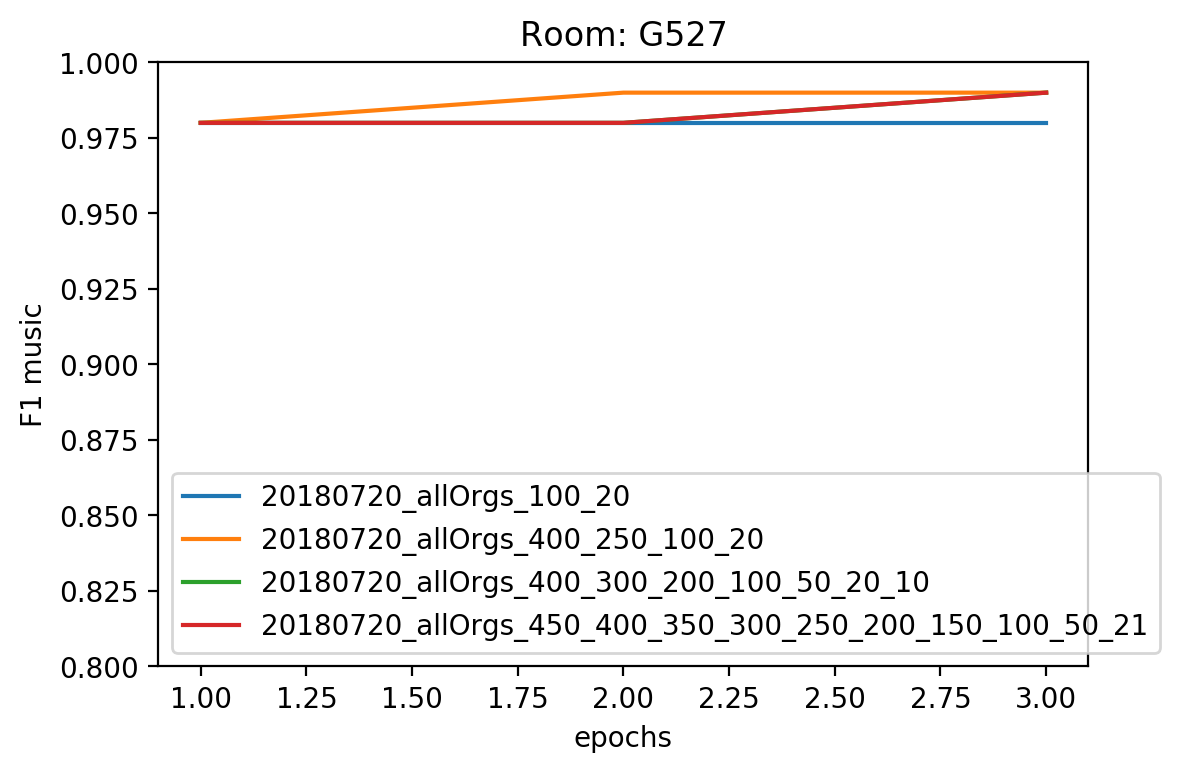 Room: G527
1.000
0.975
0.950
0.925
0.900
0.875
0.850
0.825
0.800
F1 music
20180720_allOrgs_100_20
20180720_allOrgs_400_250_100_20
20180720_allOrgs_400_300_200_100_50_20_10
20180720_allOrgs_450_400_350_300_250_200_150_100_50_21
1.00 1.25 1.50 1.75 2.00 2.25 2.50 2.75 3.00
epochs